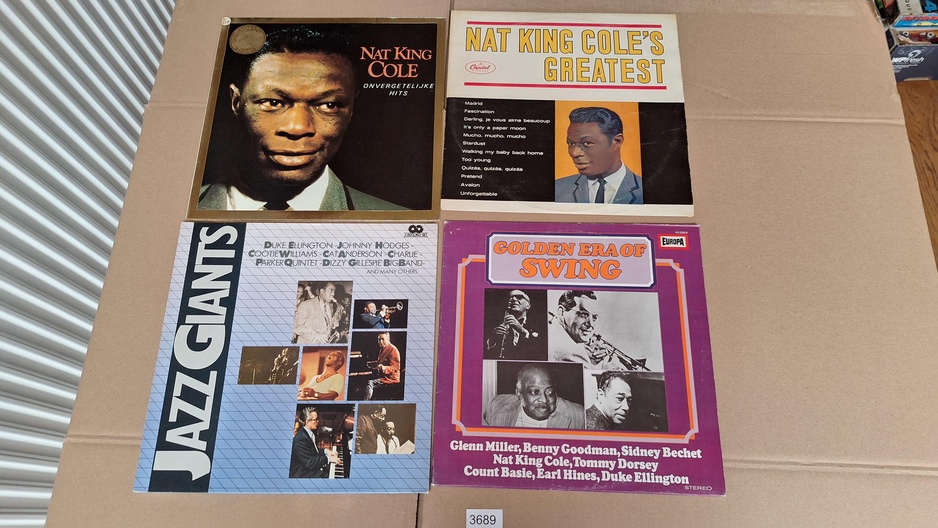 NAT KING
COLE
ONVERGETELIJKE
HITS
NAT KING COLE'S
GREATEST
Capitol
Madrid
Fascination
Darling, je vous aime beaucoup
It's only a paper moon
Mucho, mucho, mucho
Stardust
Walking my baby back home
Too young
Quizás, quizás, quizás
Pretend
Avalon
Unforgettable
JAZZ GIANTS
2-RECORD SET
DUKE ELLINGTON - JOHNNY HODGES -
COOTIE WILLIAMS - CAT ANDERSON - CHARLIE
PARKER QUINTET - DIZZY GILLESPIE BIG BAND
AND MANY OTHERS
EUROPA
GOLDEN ERA OF
SWING
Glenn Miller, Benny Goodman, Sidney Bechet
Nat King Cole, Tommy Dorsey
Count Basie, Earl Hines, Duke Ellington
STEREO
3689
WPfresh